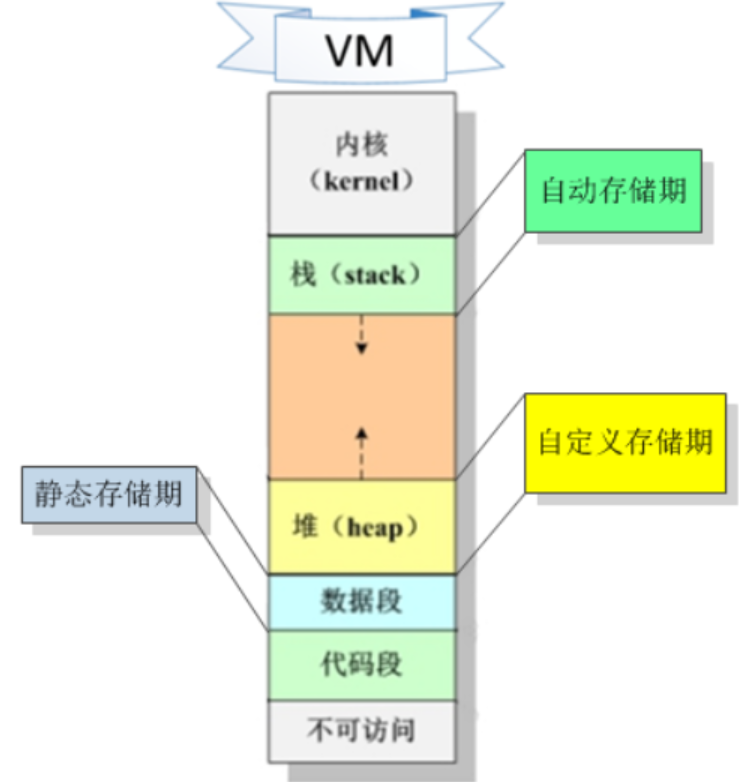 VM
内核
（kernel）
自动存储期
栈（stack）
自定义存储期
静态存储期
堆（heap）
数据段
代码段
不可访问